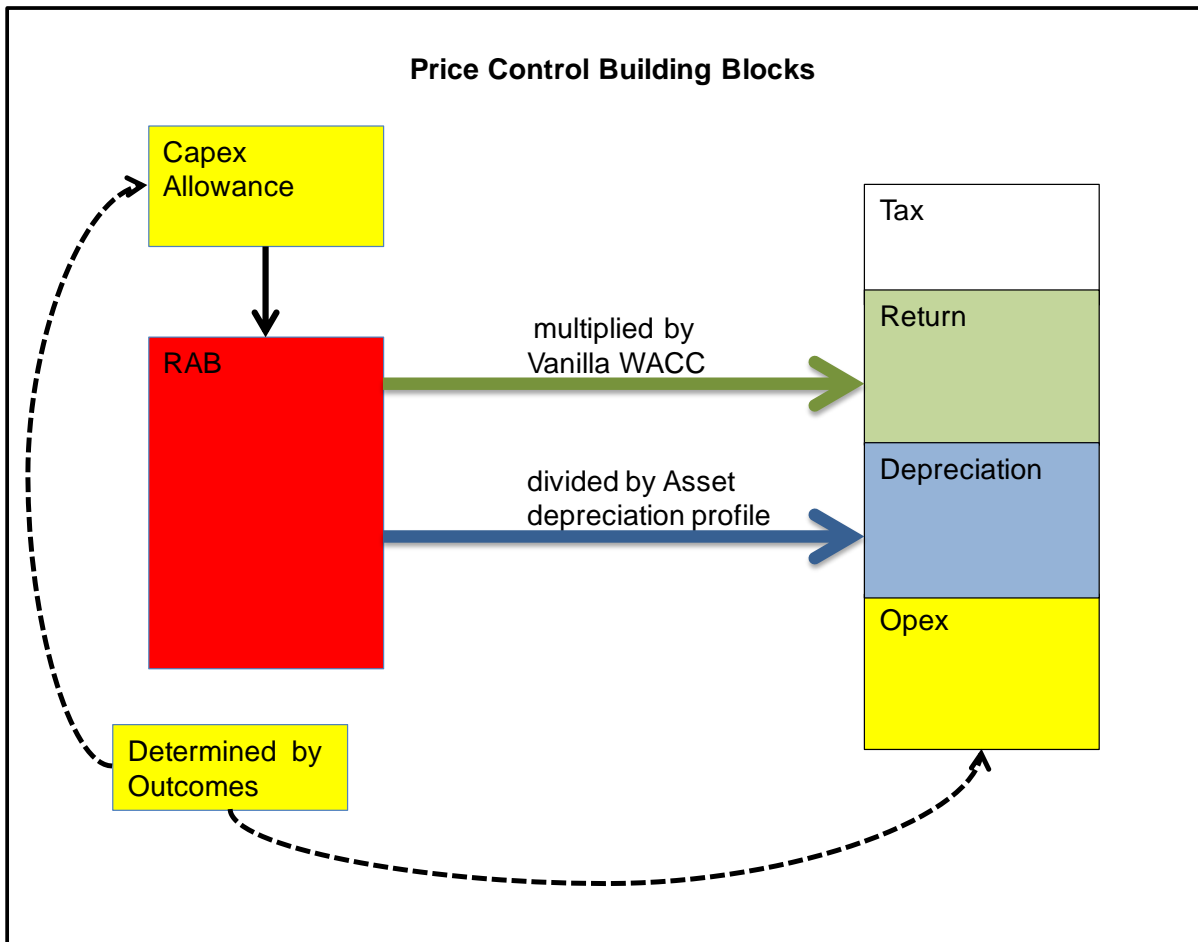 Price Control Building Blocks
Capex
Allowance
Tax
Return
multiplied by
Vanilla WACC
RAB
Depreciation
divided by Asset
depreciation profile
Opex
Determined by
Outcomes